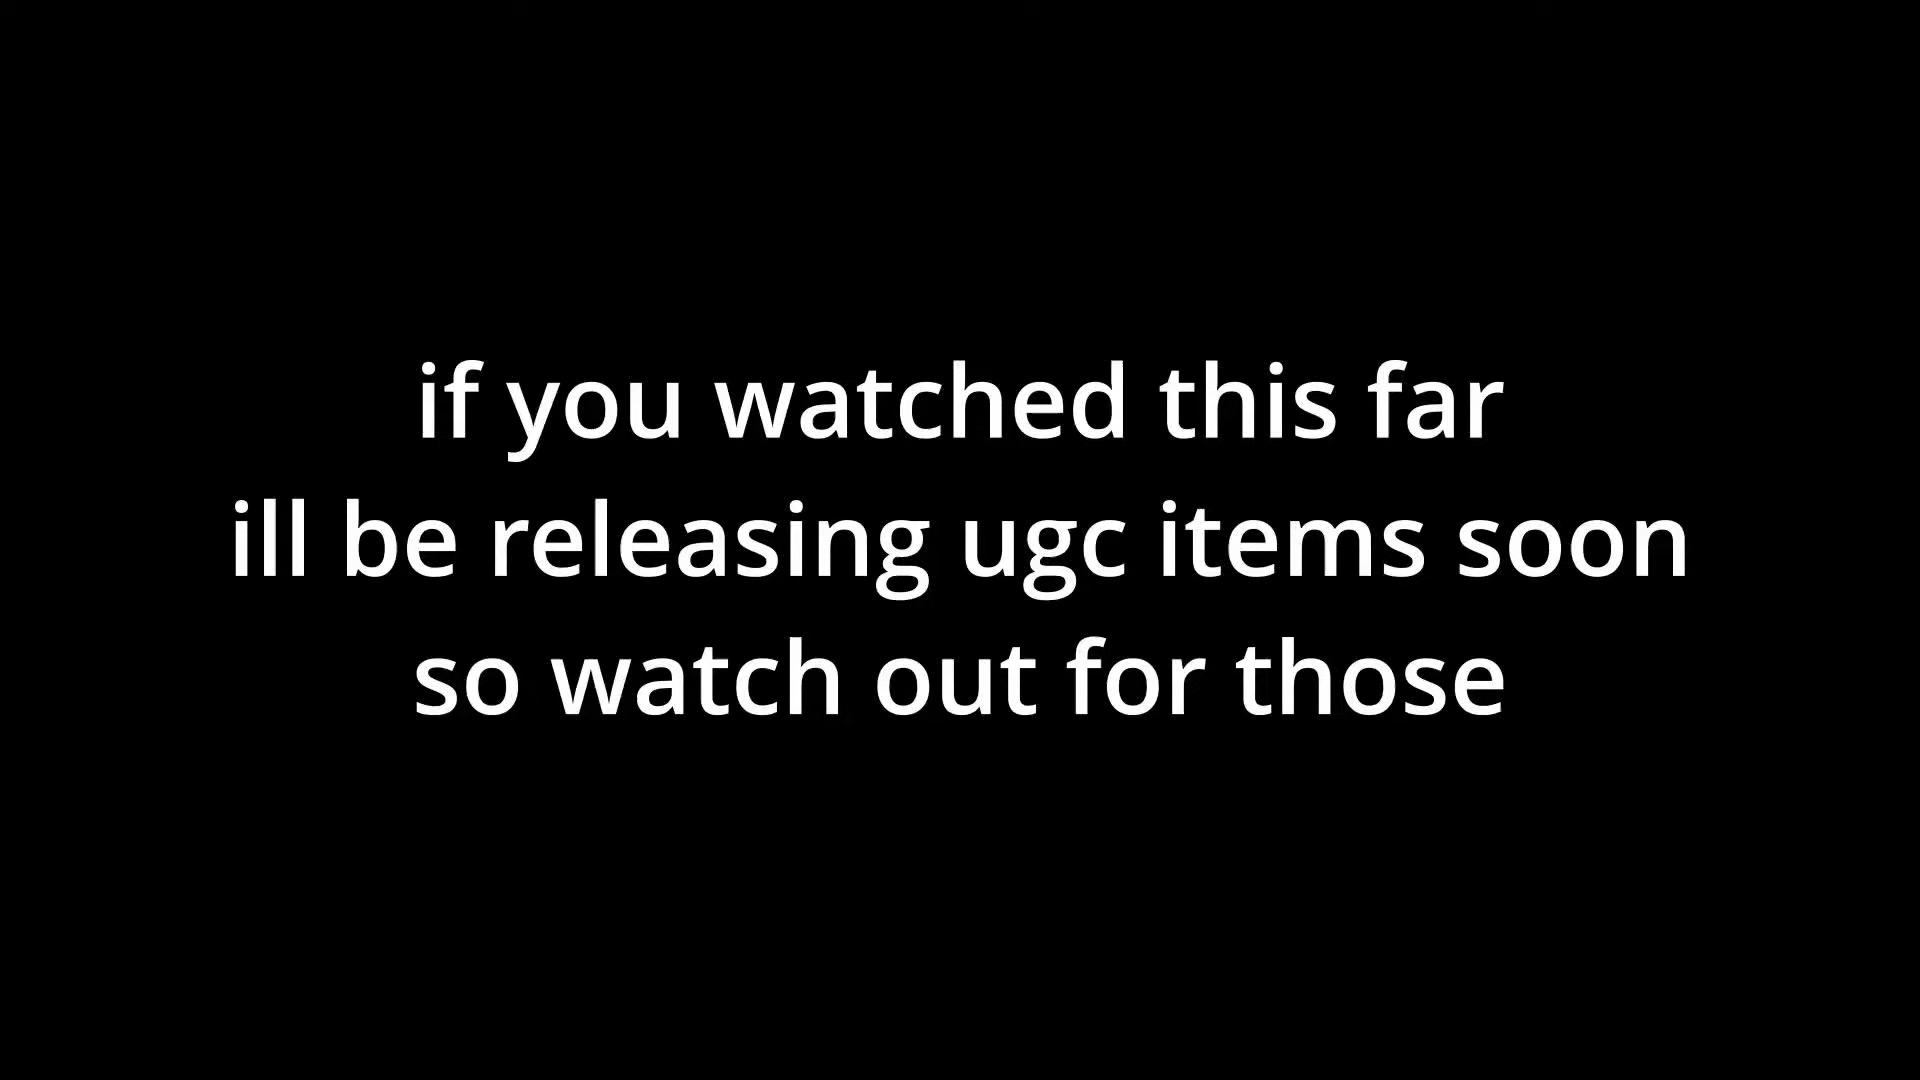 if you watched this far
ill be releasing ugc items soon
so watch out for those